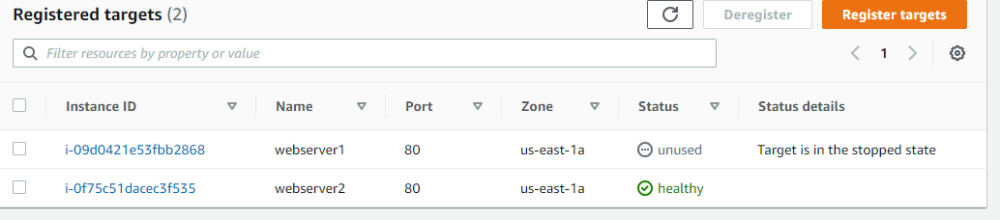 Registered targets (2)
Deregister
Register targets
Filter resources by property or value
1
Instance ID Name Port Zone Status Status details
i-09d0421e53fbb2868 webserver1 80 us-east-1a unused Target is in the stopped state
i-0f75c51dacec3f535 webserver2 80 us-east-1a healthy